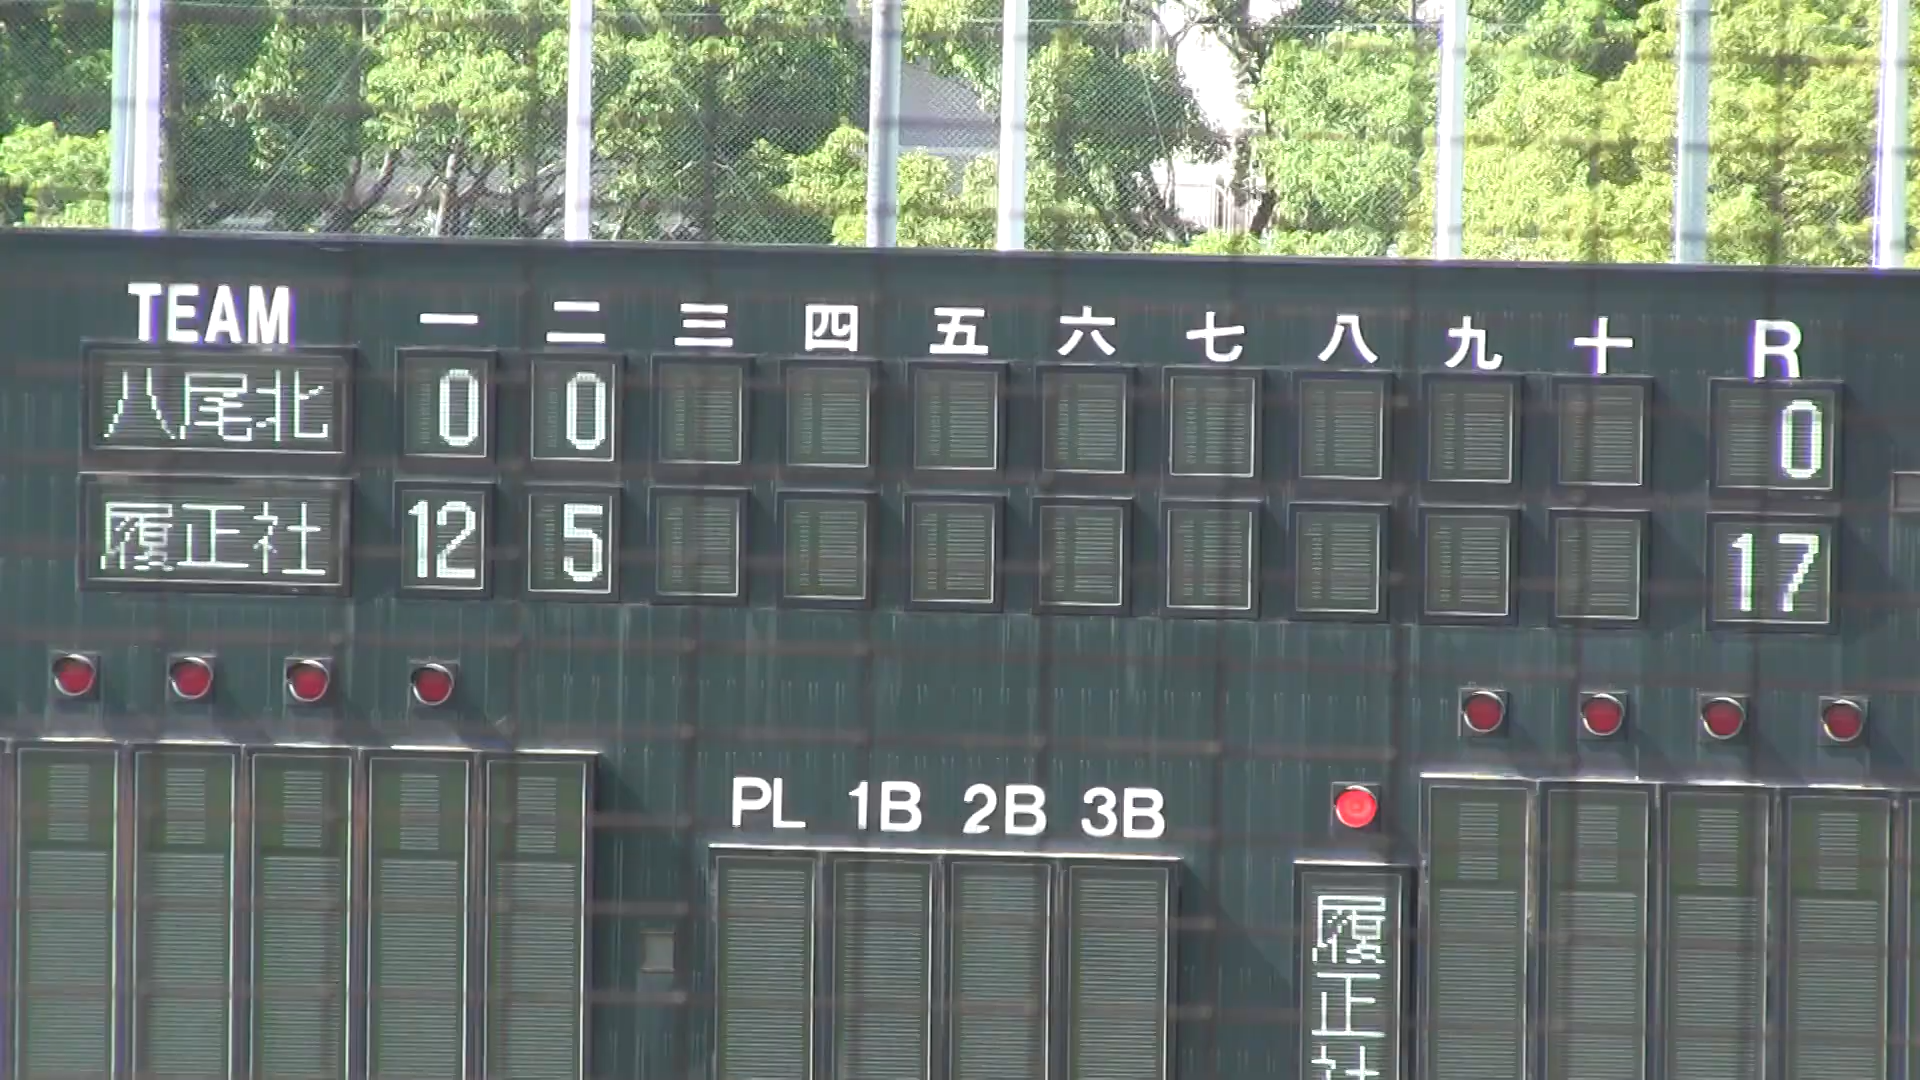 TEAM 一 二 三 四 五 六 七 八 九 十 R
八尾北 0 0 0
履正社 12 5 17
PL 1B 2B 3B
履正社